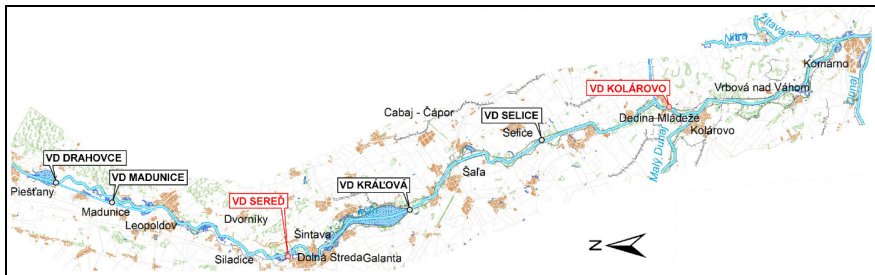 Nitra
Žitava
Komárno
Dunaj
VD KOLÁROVO
Vrbová nad Váhom
Cabaj - Čápor
VD SELICE
Selice
Dedina Mládeže
Kolárovo
Malý Dunaj
VD DRAHOVCE
Piešťany
VD MADUNICE
Madunice
Leopoldov
VD SEREĎ
Dvorníky
VD KRÁĽOVÁ
Šaľa
Šintava
Siladice
Dolná Streda
Galanta
N